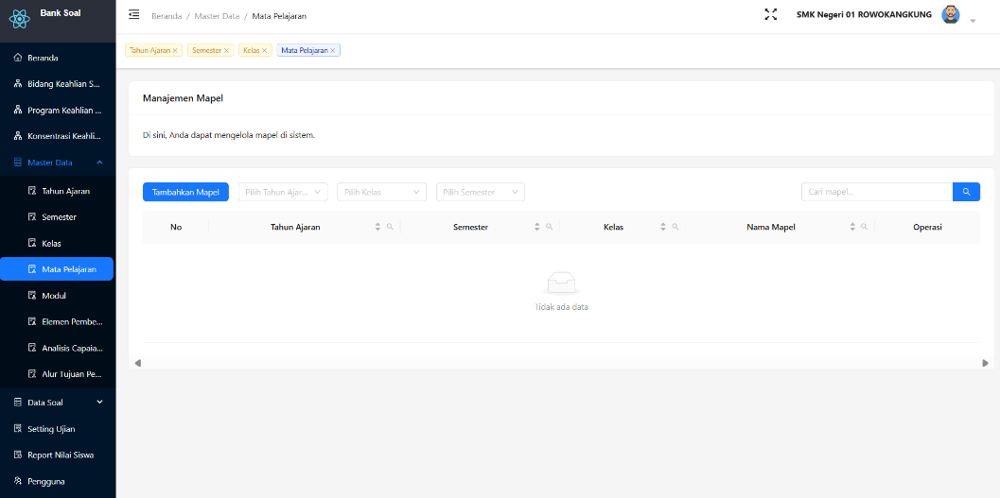 Bank Soal
Beranda
Bidang Keahlian S...
Program Keahlian ...
Konsentrasi Keahli...
Master Data
Tahun Ajaran
Semester
Kelas
Mata Pelajaran
Modul
Elemen Pembe...
Analisis Capaia...
Alur Tujuan Pe...
Data Soal
Setting Ujian
Report Nilai Siswa
Pengguna
Beranda / Master Data / Mata Pelajaran
SMK Negeri 01 ROWOKANGKUNG
Tahun Ajaran Semester Kelas Mata Pelajaran
Manajemen Mapel
Di sini, Anda dapat mengelola mapel di sistem.
Tambahkan Mapel Pilih Tahun Ajar... Pilih Kelas Pilih Semester Cari mapel...
No Tahun Ajaran Semester Kelas Nama Mapel Operasi
Tidak ada data